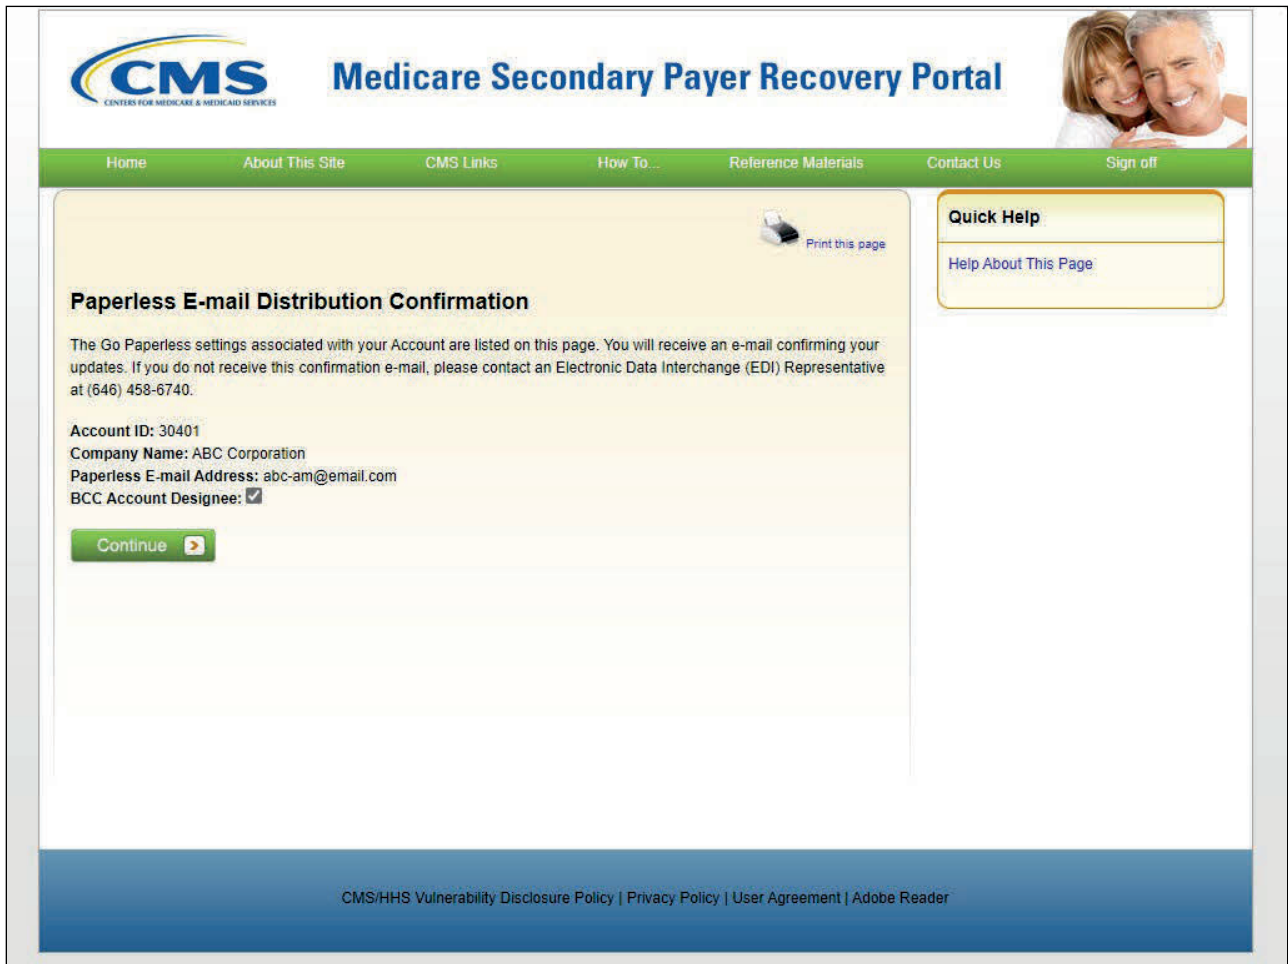 CMS
CENTERS FOR MEDICARE & MEDICAID SERVICES
Medicare Secondary Payer Recovery Portal
Home About This Site CMS Links How To... Reference Materials Contact Us Sign off
Print this page
Quick Help
Help About This Page
Paperless E-mail Distribution Confirmation
The Go Paperless settings associated with your Account are listed on this page. You will receive an e-mail confirming your
updates. If you do not receive this confirmation e-mail, please contact an Electronic Data Interchange (EDI) Representative
at (646) 458-6740.
Account ID: 30401
Company Name: ABC Corporation
Paperless E-mail Address: abc-am@email.com
BCC Account Designee:
Continue
CMS/HHS Vulnerability Disclosure Policy | Privacy Policy | User Agreement | Adobe Reader